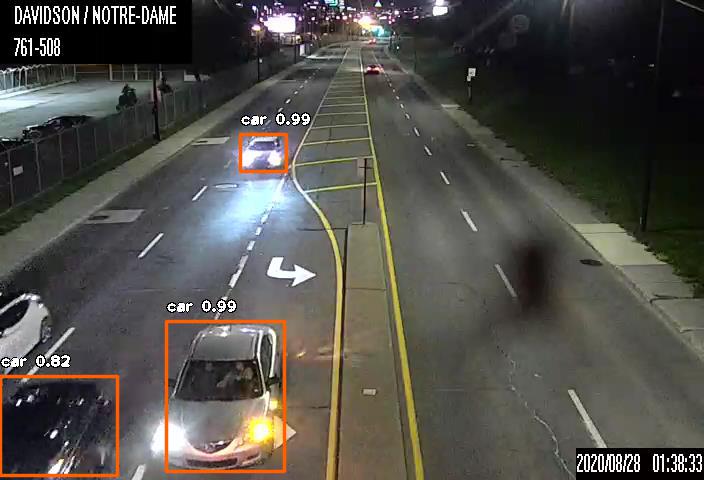 DAVIDSON / NOTRE-DAME
761-508
car 0.99
car 0.99
car 0.82
2020/08/28 01:38:33